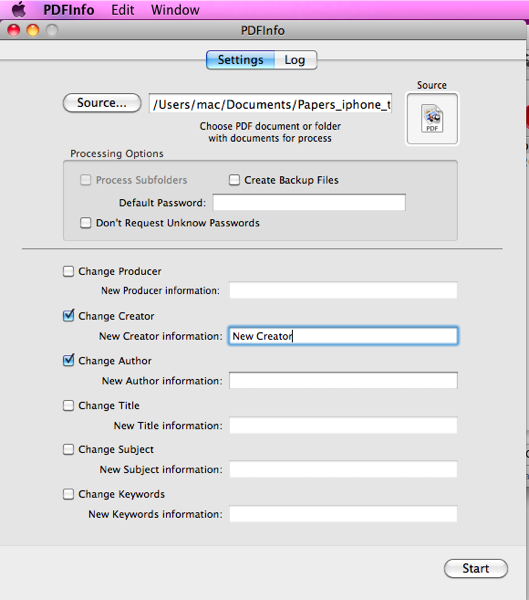 PDFInfo Edit Window
PDFInfo
Settings Log
Source
Source... /Users/mac/Documents/Papers_iphone_t
PDF
Choose PDF document or folder
with documents for process
Processing Options
Process Subfolders Create Backup Files
Default Password:
Don't Request Unknow Passwords
Change Producer
New Producer information:
Change Creator
New Creator information: New Creator
Change Author
New Author information:
Change Title
New Title information:
Change Subject
New Subject information:
Change Keywords
New Keywords information:
Start